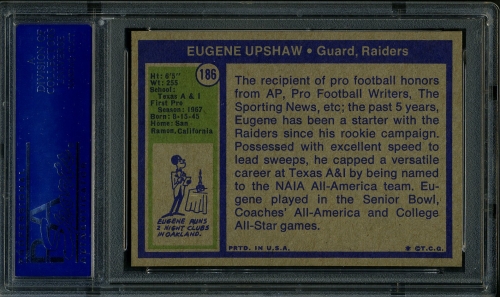 EUGENE UPSHAW • Guard, Raiders
186
Ht: 6'5"
Wt: 255
School:
Texas A & I
First Pro
Season: 1967
Born: 8-15-45
Home: San
Ramon, California
EUGENE RUNS
2 NIGHT CLUBS
IN OAKLAND.
The recipient of pro football honors
from AP, Pro Football Writers, The
Sporting News, etc; the past 5 years,
Eugene has been a starter with the
Raiders since his rookie campaign.
Possessed with excellent speed to
lead sweeps, he capped a versatile
career at Texas A&I by being named
to the NAIA All-America team. Eu-
gene played in the Senior Bowl,
Coaches' All-America and College
All-Star games.
PRTD. IN U.S.A.
© T.C.G.
PSA